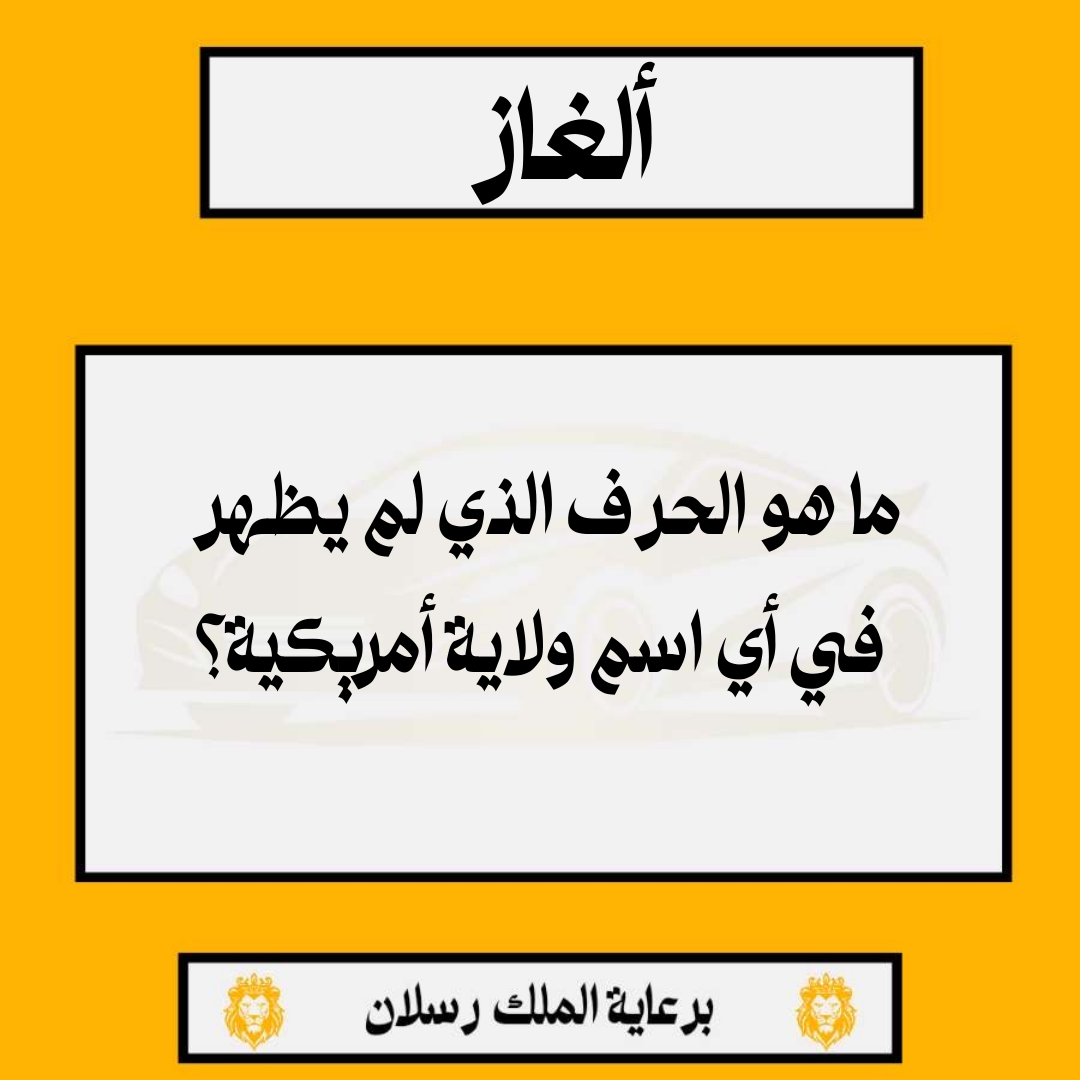 ألغاز
ما هو الحرف الذي لم يظهر
في أي اسم ولاية أمريكية؟
برعاية الملك رسلان